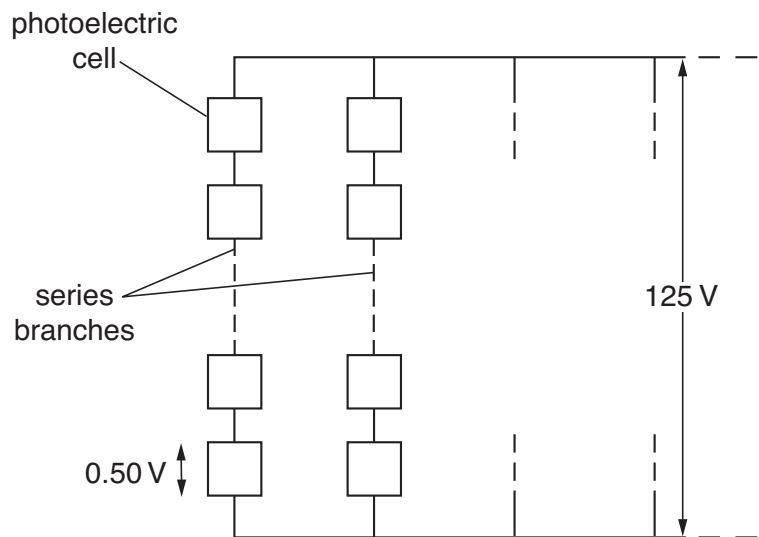 photoelectric
cell
series
branches
125 V
0.50 V